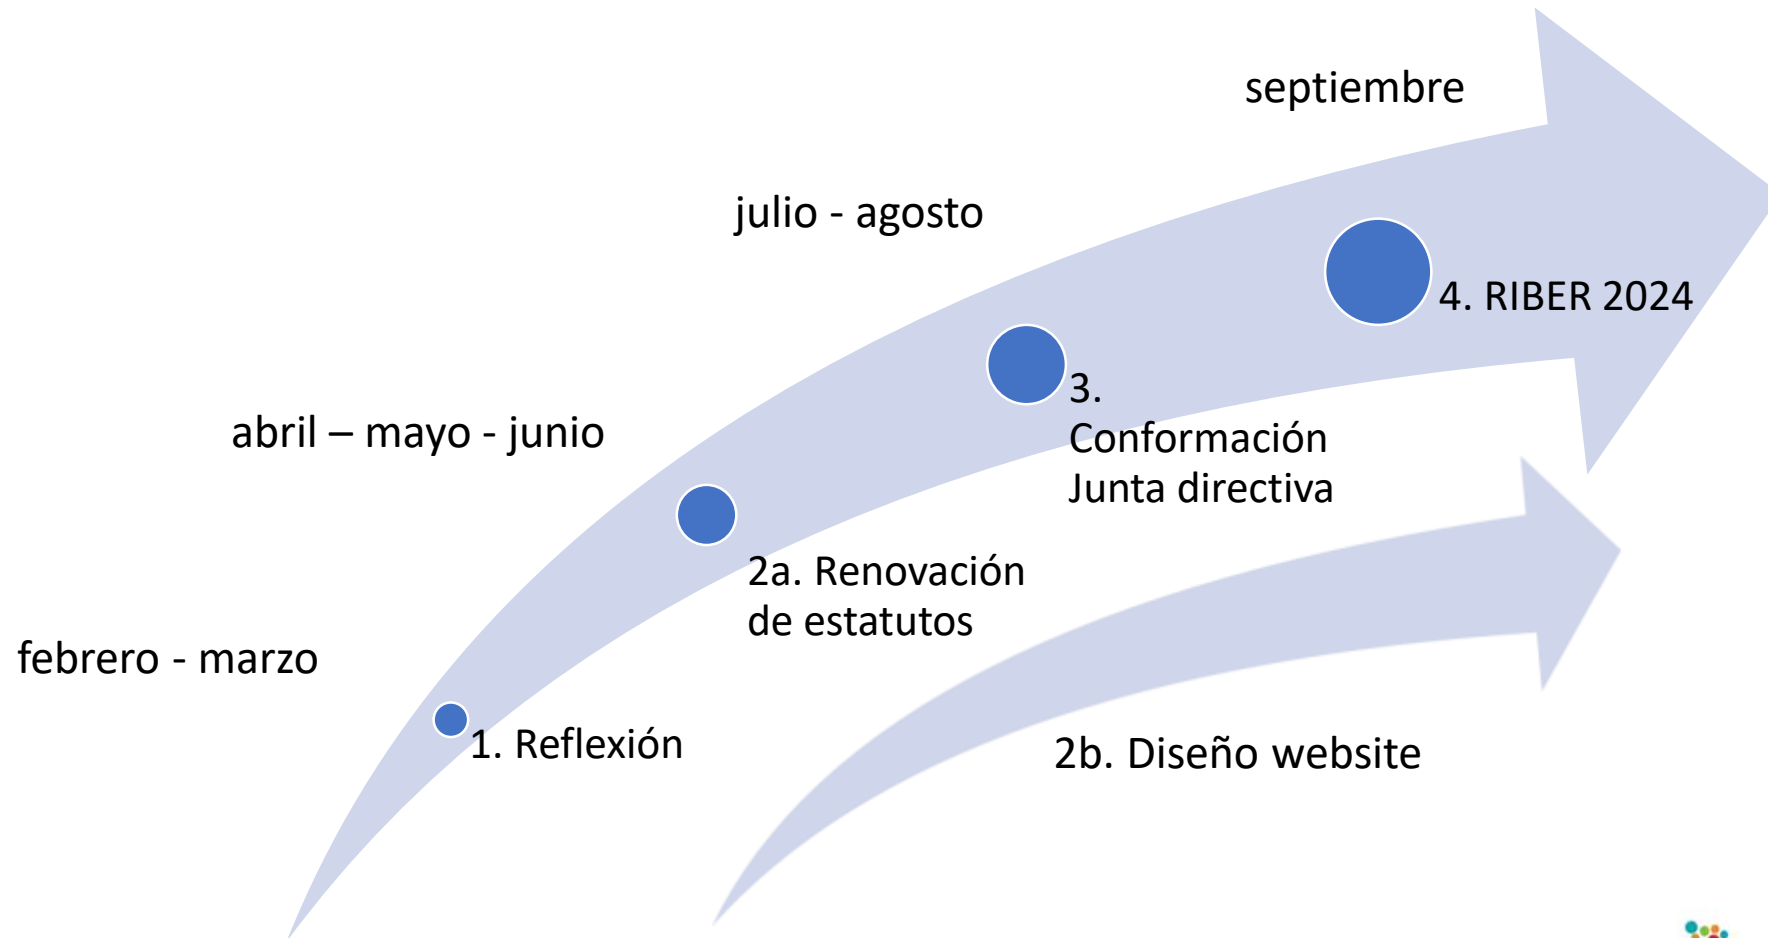 septiembre
julio - agosto
4. RIBER 2024
3.
Conformación
Junta directiva
abril – mayo - junio
2a. Renovación
de estatutos
febrero - marzo
1. Reflexión
2b. Diseño website